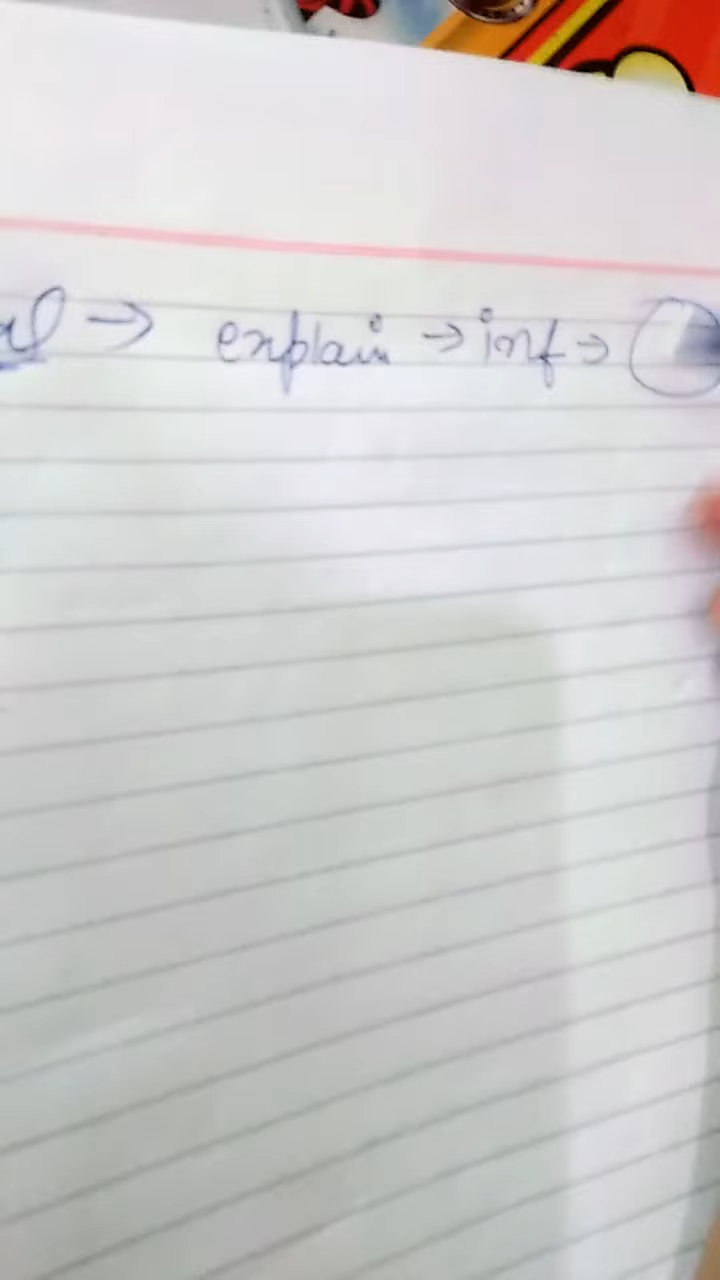 → explain → inf →